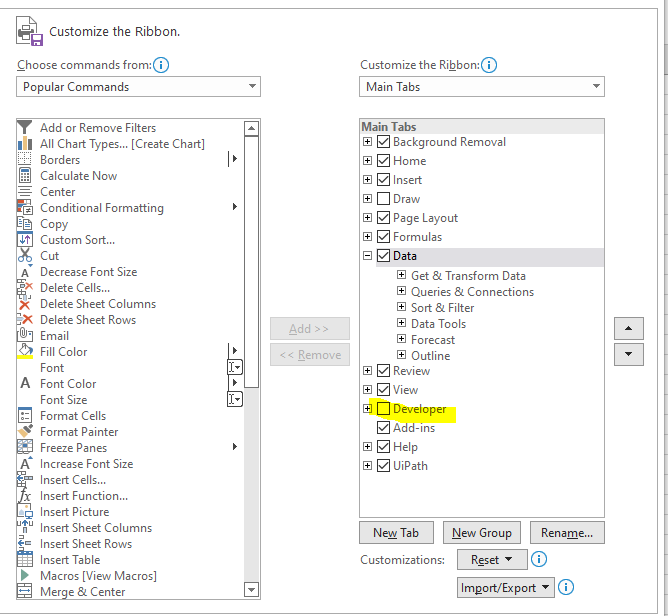 Customize the Ribbon.
Choose commands from:
Popular Commands
Add or Remove Filters
All Chart Types... [Create Chart]
Borders
Calculate Now
Center
Conditional Formatting
Copy
Custom Sort...
Cut
Decrease Font Size
Delete Cells...
Delete Sheet Columns
Delete Sheet Rows
Email
Fill Color
Font
Font Color
Font Size
Format Cells
Format Painter
Freeze Panes
Increase Font Size
Insert Cells...
Insert Function...
Insert Picture
Insert Sheet Columns
Insert Sheet Rows
Insert Table
Macros [View Macros]
Merge & Center
Add >>
<< Remove
Customize the Ribbon:
Main Tabs
Main Tabs
Background Removal
Home
Insert
Draw
Page Layout
Formulas
Data
Get & Transform Data
Queries & Connections
Sort & Filter
Data Tools
Forecast
Outline
Review
View
Developer
Add-ins
Help
UiPath
New Tab
New Group
Rename...
Customizations:
Reset
Import/Export